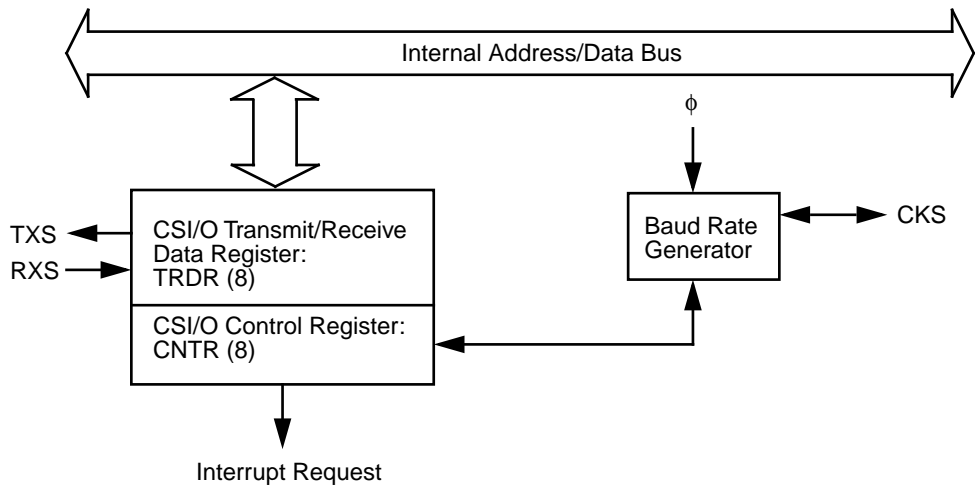 Internal Address/Data Bus
ϕ
TXS
RXS
CSI/O Transmit/Receive
Data Register:
TRDR (8)
Baud Rate
Generator
CKS
CSI/O Control Register:
CNTR (8)
Interrupt Request